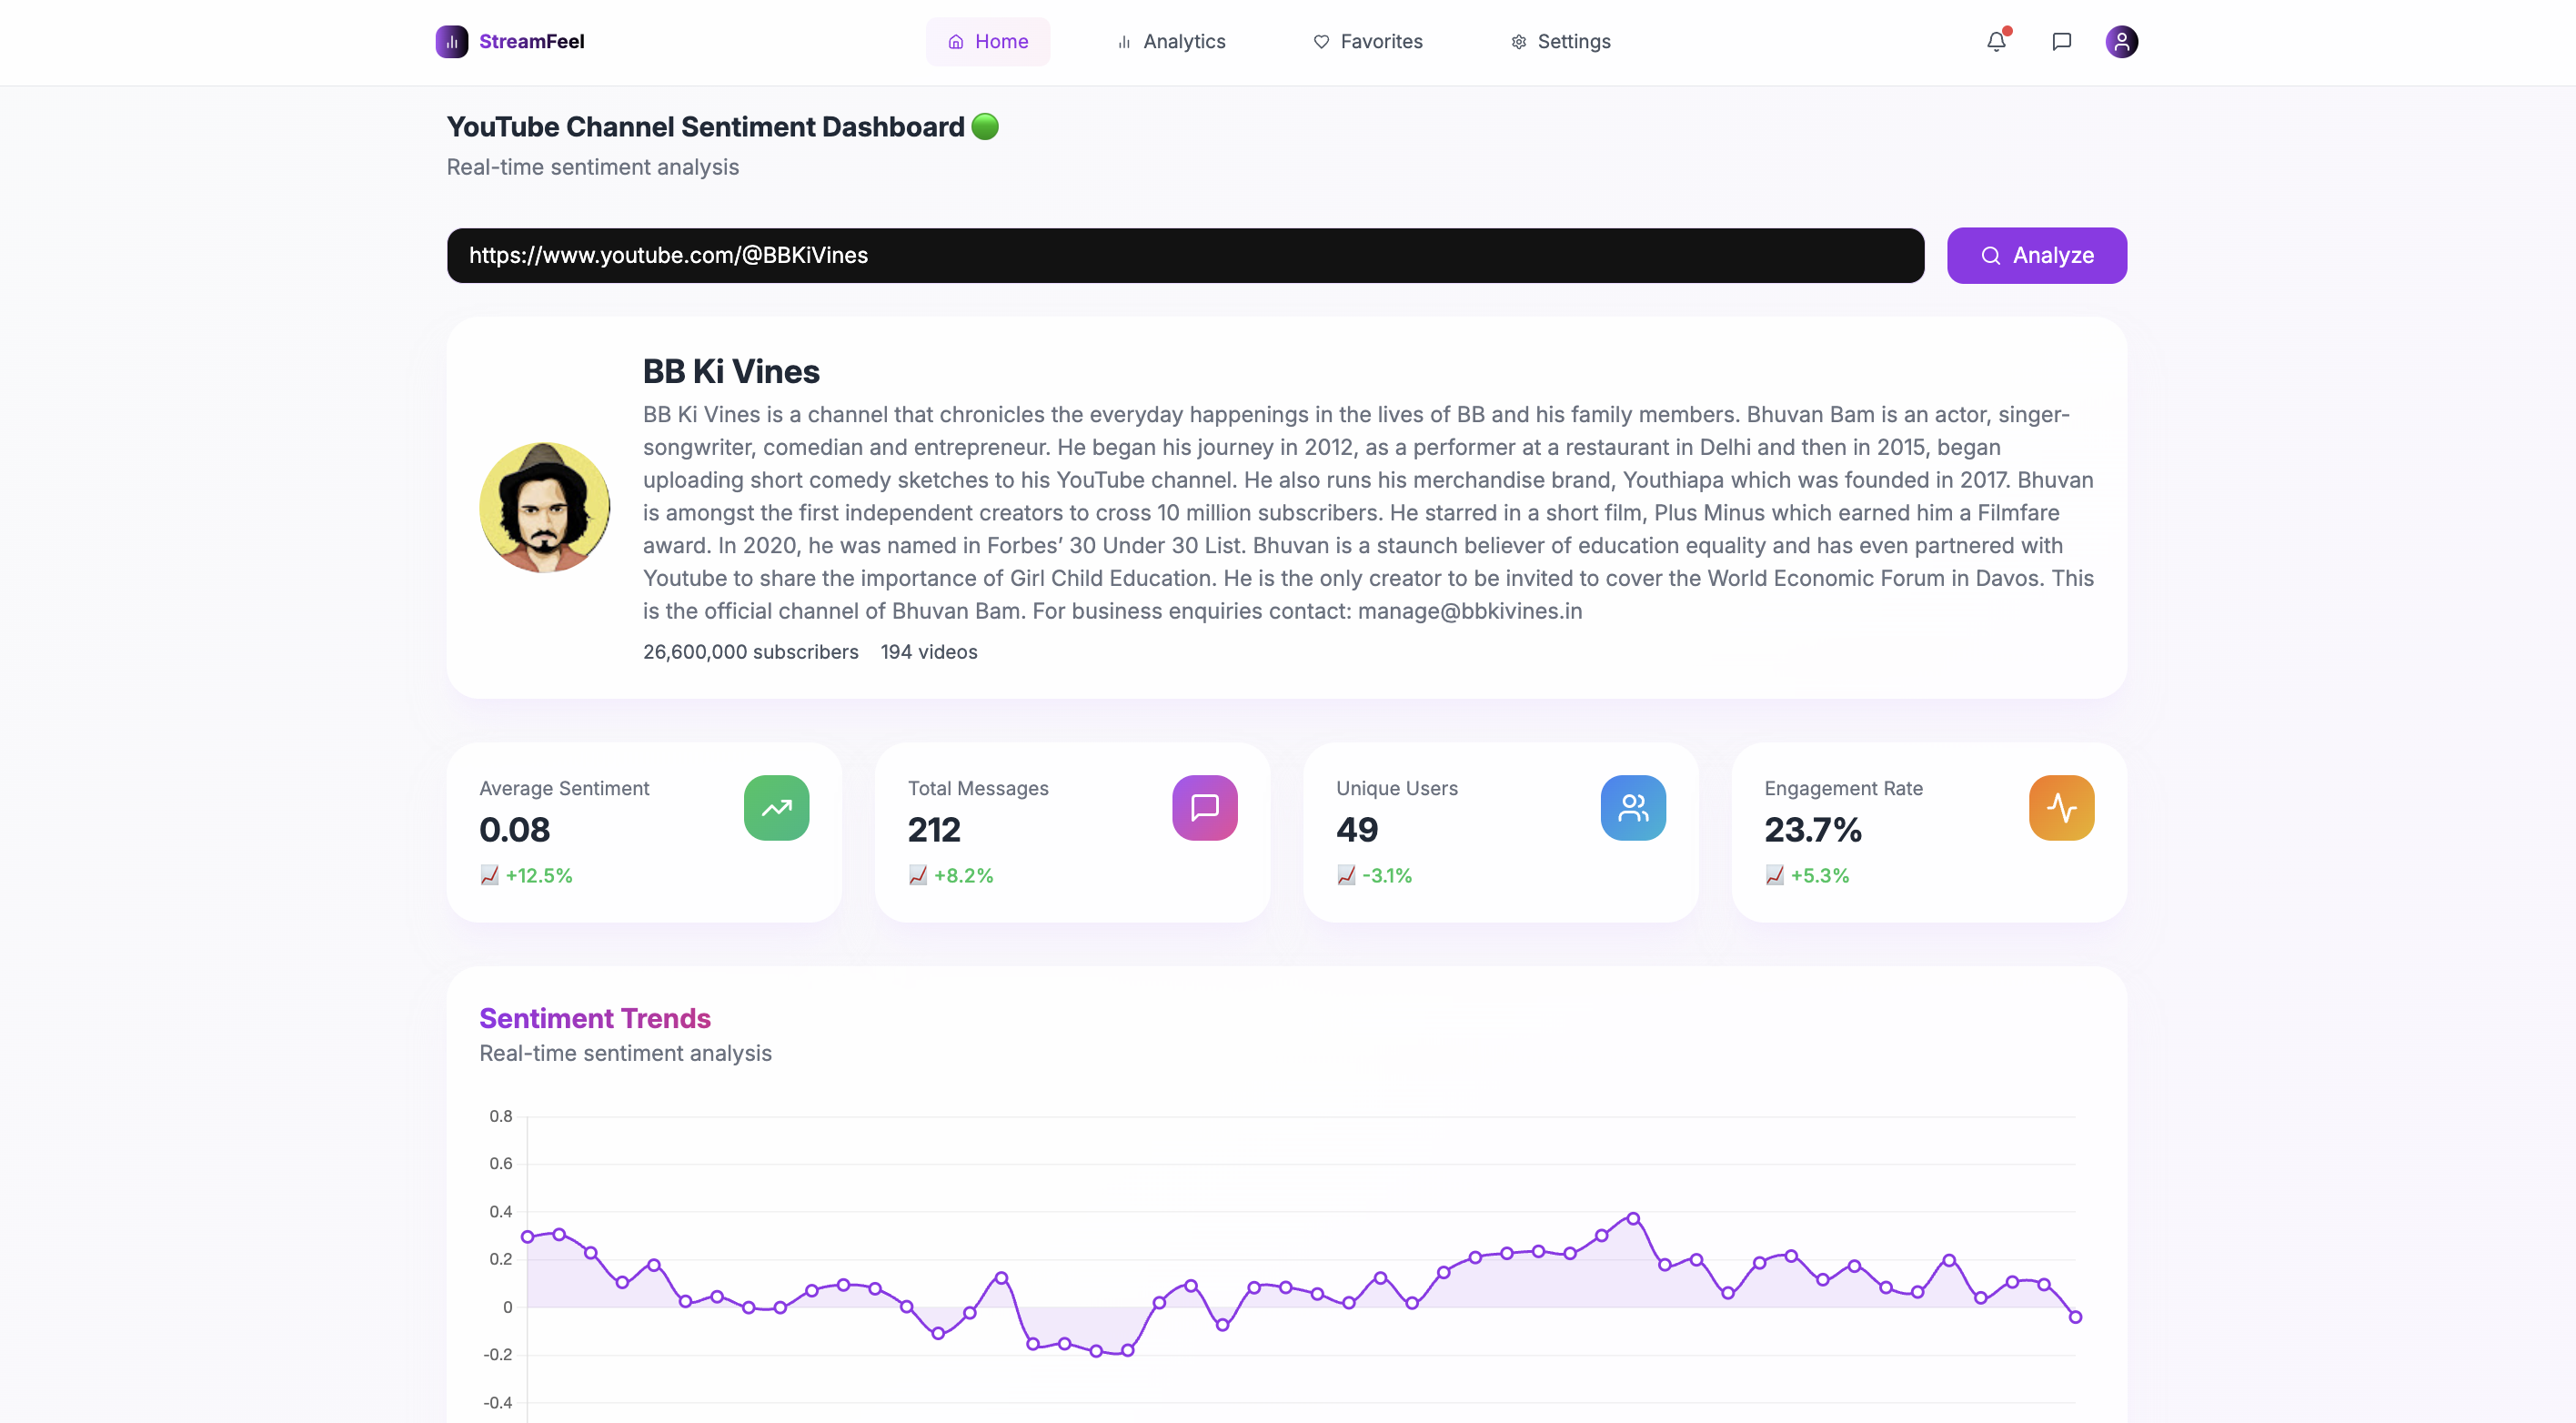 StreamFeel
Home
Analytics
Favorites
Settings
YouTube Channel Sentiment Dashboard
Real-time sentiment analysis
https://www.youtube.com/@BBKiVines
Analyze
BB Ki Vines
BB Ki Vines is a channel that chronicles the everyday happenings in the lives of BB and his family members. Bhuvan Bam is an actor, singer-
songwriter, comedian and entrepreneur. He began his journey in 2012, as a performer at a restaurant in Delhi and then in 2015, began
uploading short comedy sketches to his YouTube channel. He also runs his merchandise brand, Youthiapa which was founded in 2017. Bhuvan
is amongst the first independent creators to cross 10 million subscribers. He starred in a short film, Plus Minus which earned him a Filmfare
award. In 2020, he was named in Forbes’ 30 Under 30 List. Bhuvan is a staunch believer of education equality and has even partnered with
Youtube to share the importance of Girl Child Education. He is the only creator to be invited to cover the World Economic Forum in Davos. This
is the official channel of Bhuvan Bam. For business enquiries contact: manage@bbkivines.in
26,600,000 subscribers 194 videos
Average Sentiment
0.08
+12.5%
Total Messages
212
+8.2%
Unique Users
49
-3.1%
Engagement Rate
23.7%
+5.3%
Sentiment Trends
Real-time sentiment analysis
0.8
0.6
0.4
0.2
0
-0.2
-0.4